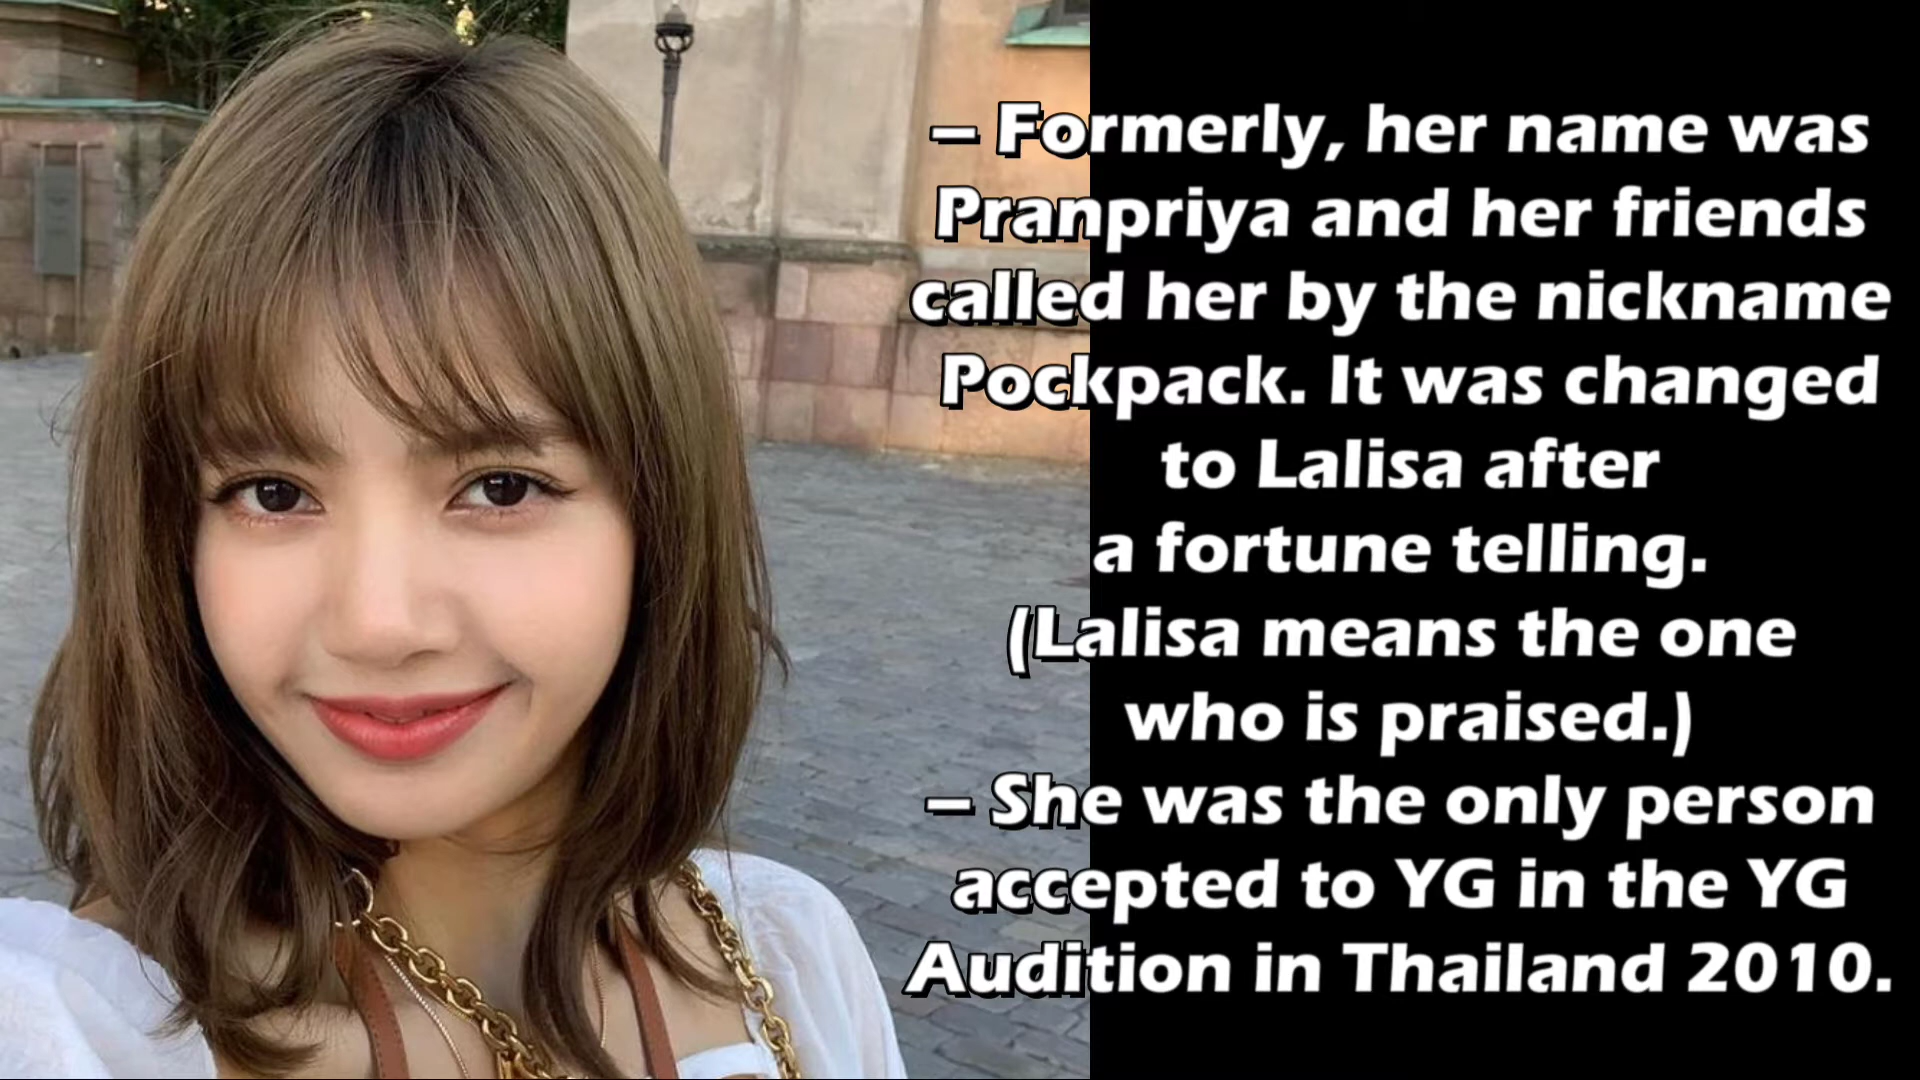 – Formerly, her name was
Pranpriya and her friends
called her by the nickname
Pockpack. It was changed
to Lalisa after
a fortune telling.
(Lalisa means the one
who is praised.)
– She was the only person
accepted to YG in the YG
Audition in Thailand 2010.